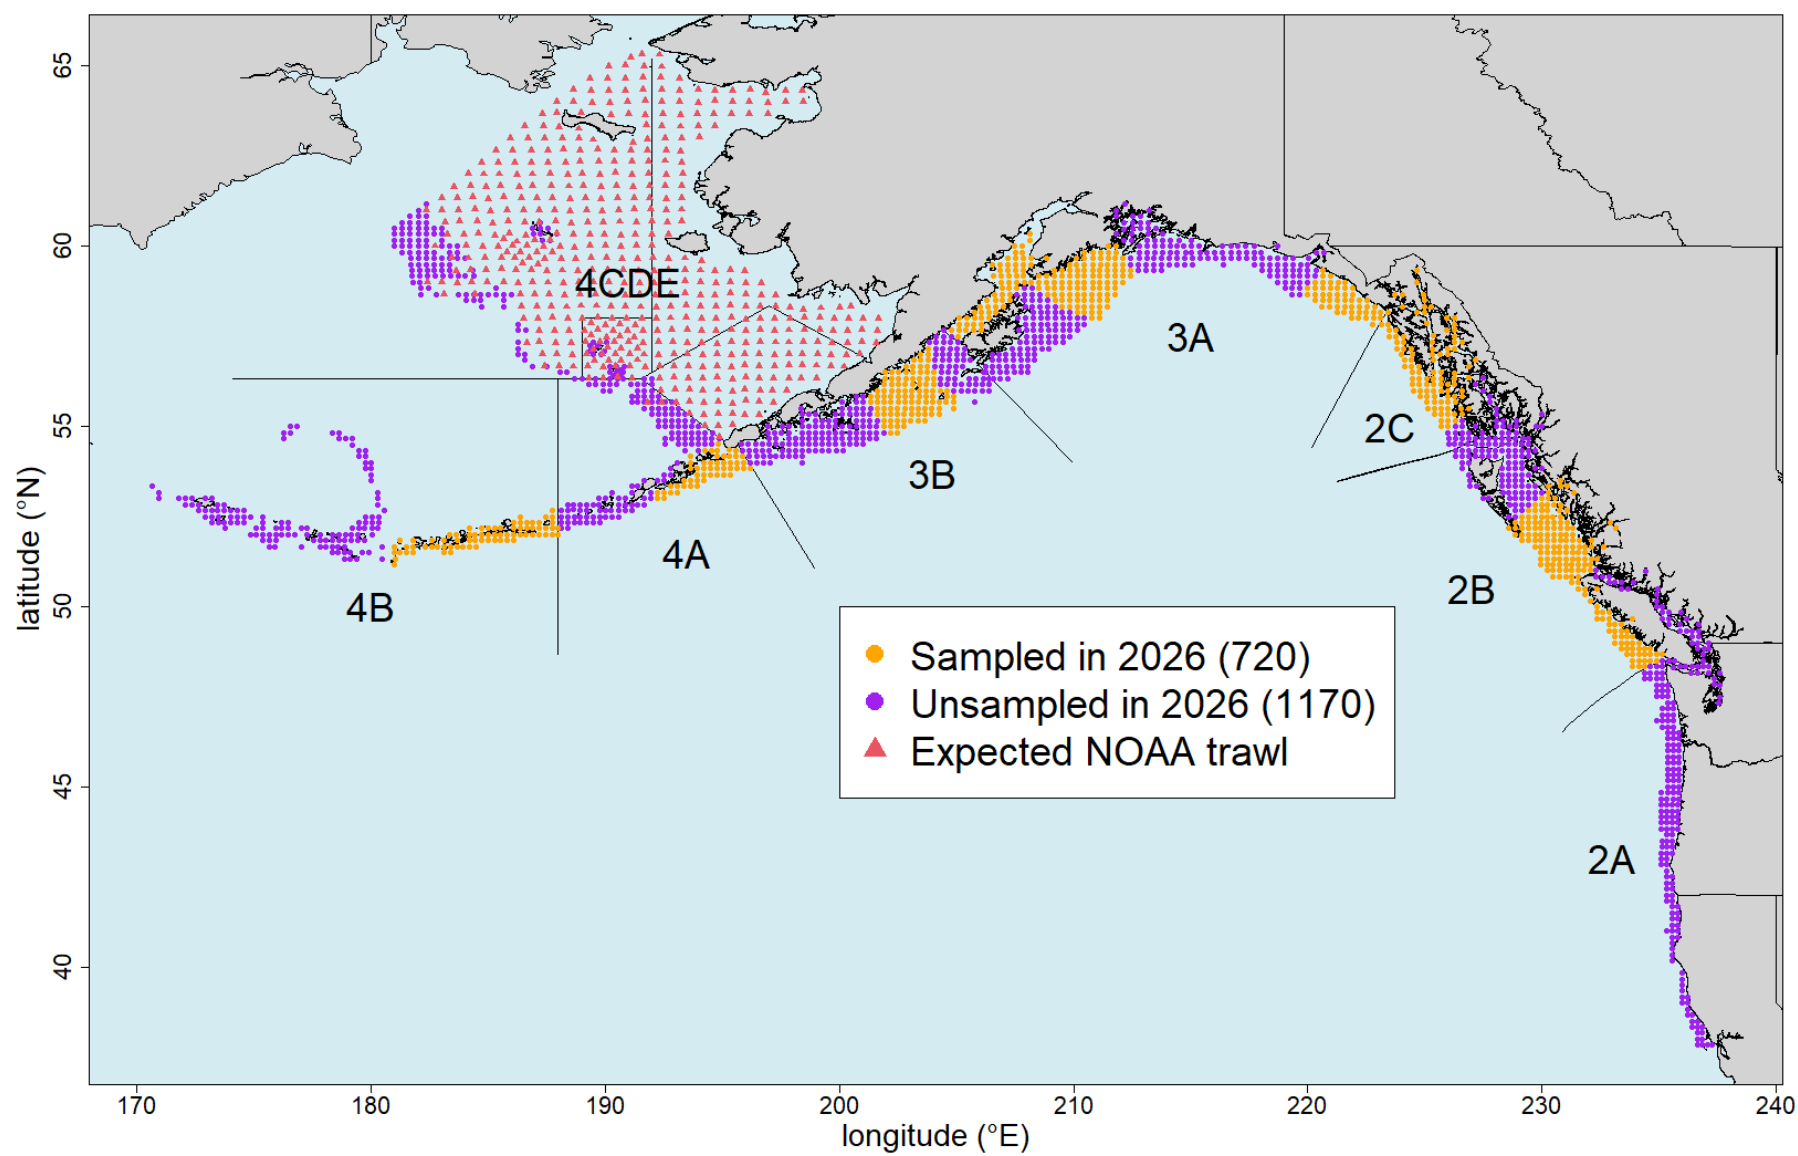 65
60
55
50
45
40
latitude (°N)
4CDE
3A
2C
3B
4A
2B
4B
2A
Sampled in 2026 (720)
Unsampled in 2026 (1170)
Expected NOAA trawl
170
180
190
200
210
220
230
240
longitude (°E)